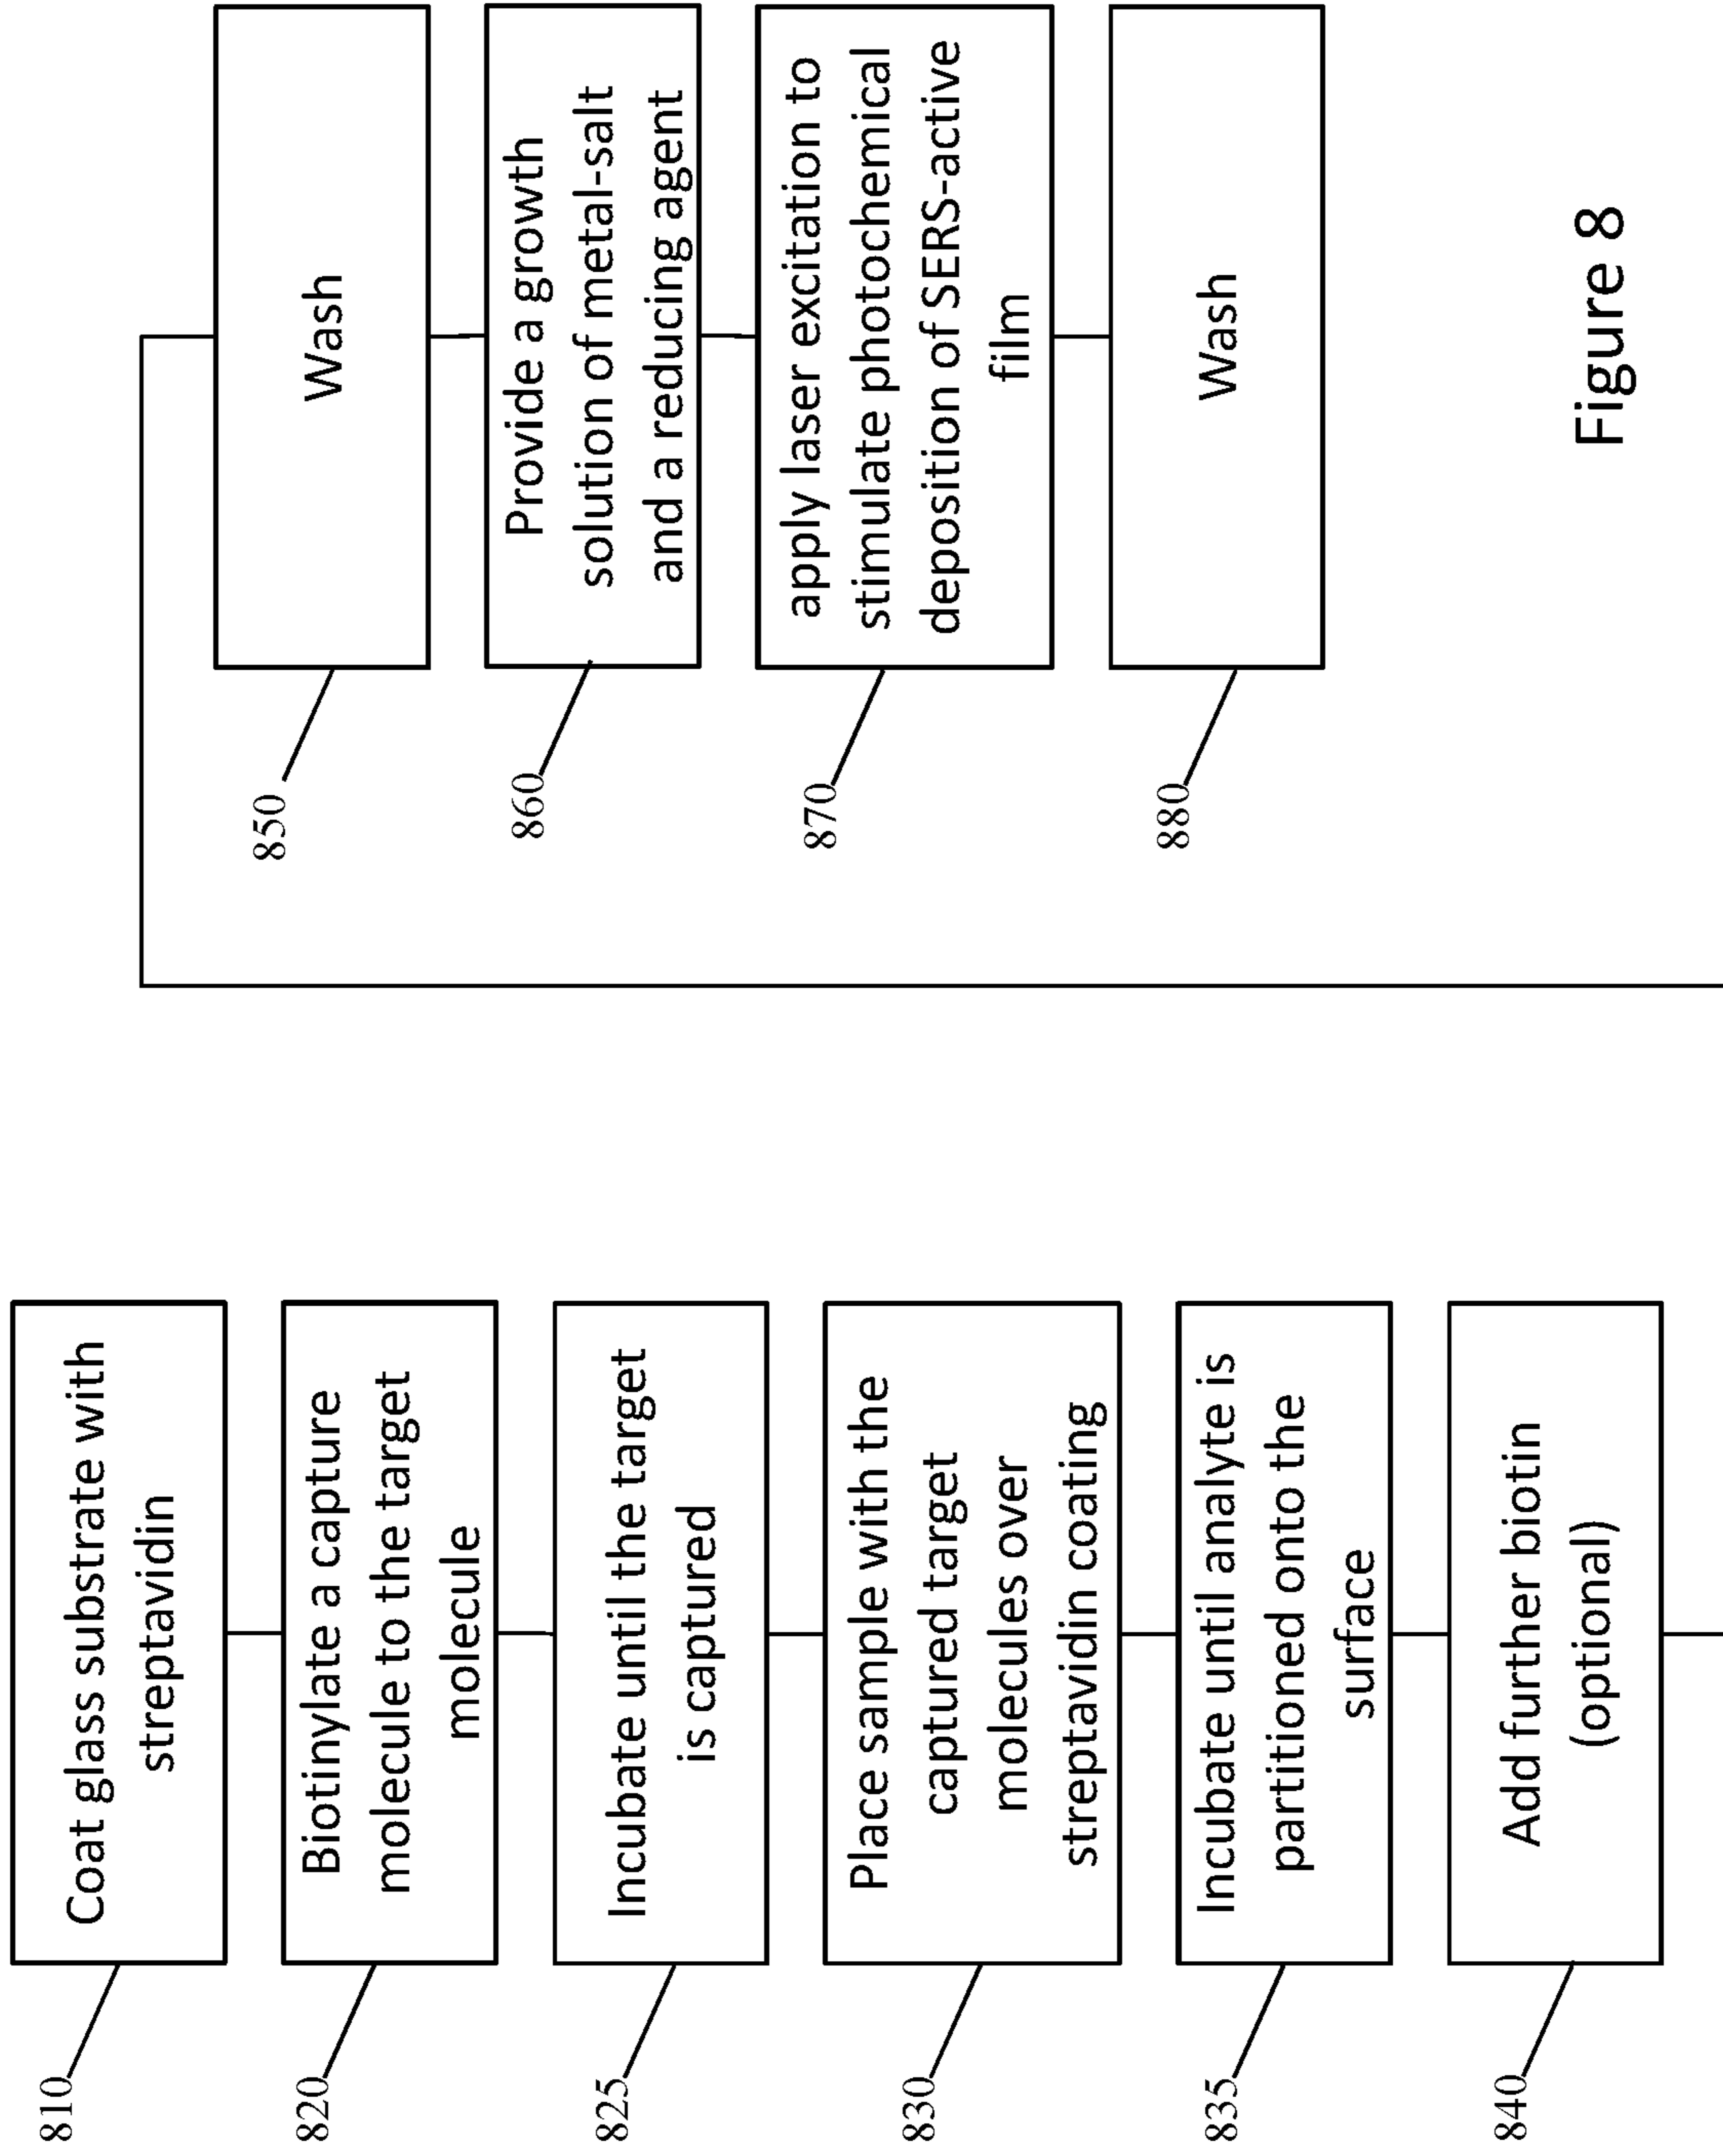 810
Coat glass substrate with
streptavidin
820
Biotinylate a capture
molecule to the target
molecule
825
Incubate until the target
is captured
830
Place sample with the
captured target
molecules over
streptavidin coating
835
Incubate until analyte is
partitioned onto the
surface
840
Add further biotin
(optional)
850
Wash
860
Provide a growth
solution of metal-salt
and a reducing agent
870
apply laser excitation to
stimulate photochemical
deposition of SERS-active
film
880
Wash
Figure 8